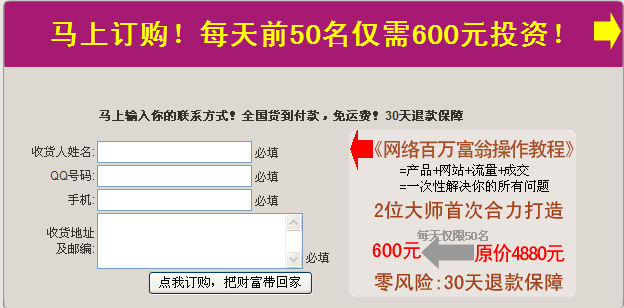 马上订购！每天前50名仅需600元投资！
马上输入你的联系方式！全国货到付款，免运费！30天退款保障
收货人姓名:
必填
QQ号码:
必填
手机:
必填
收货地址
及邮编:
必填
点我订购，把财富带回家
《网络百万富翁操作教程》
=产品+网站+流量+成交
=一次性解决你的所有问题
2位大师首次合力打造
每天仅限50名
600元
原价4880元
零风险:30天退款保障